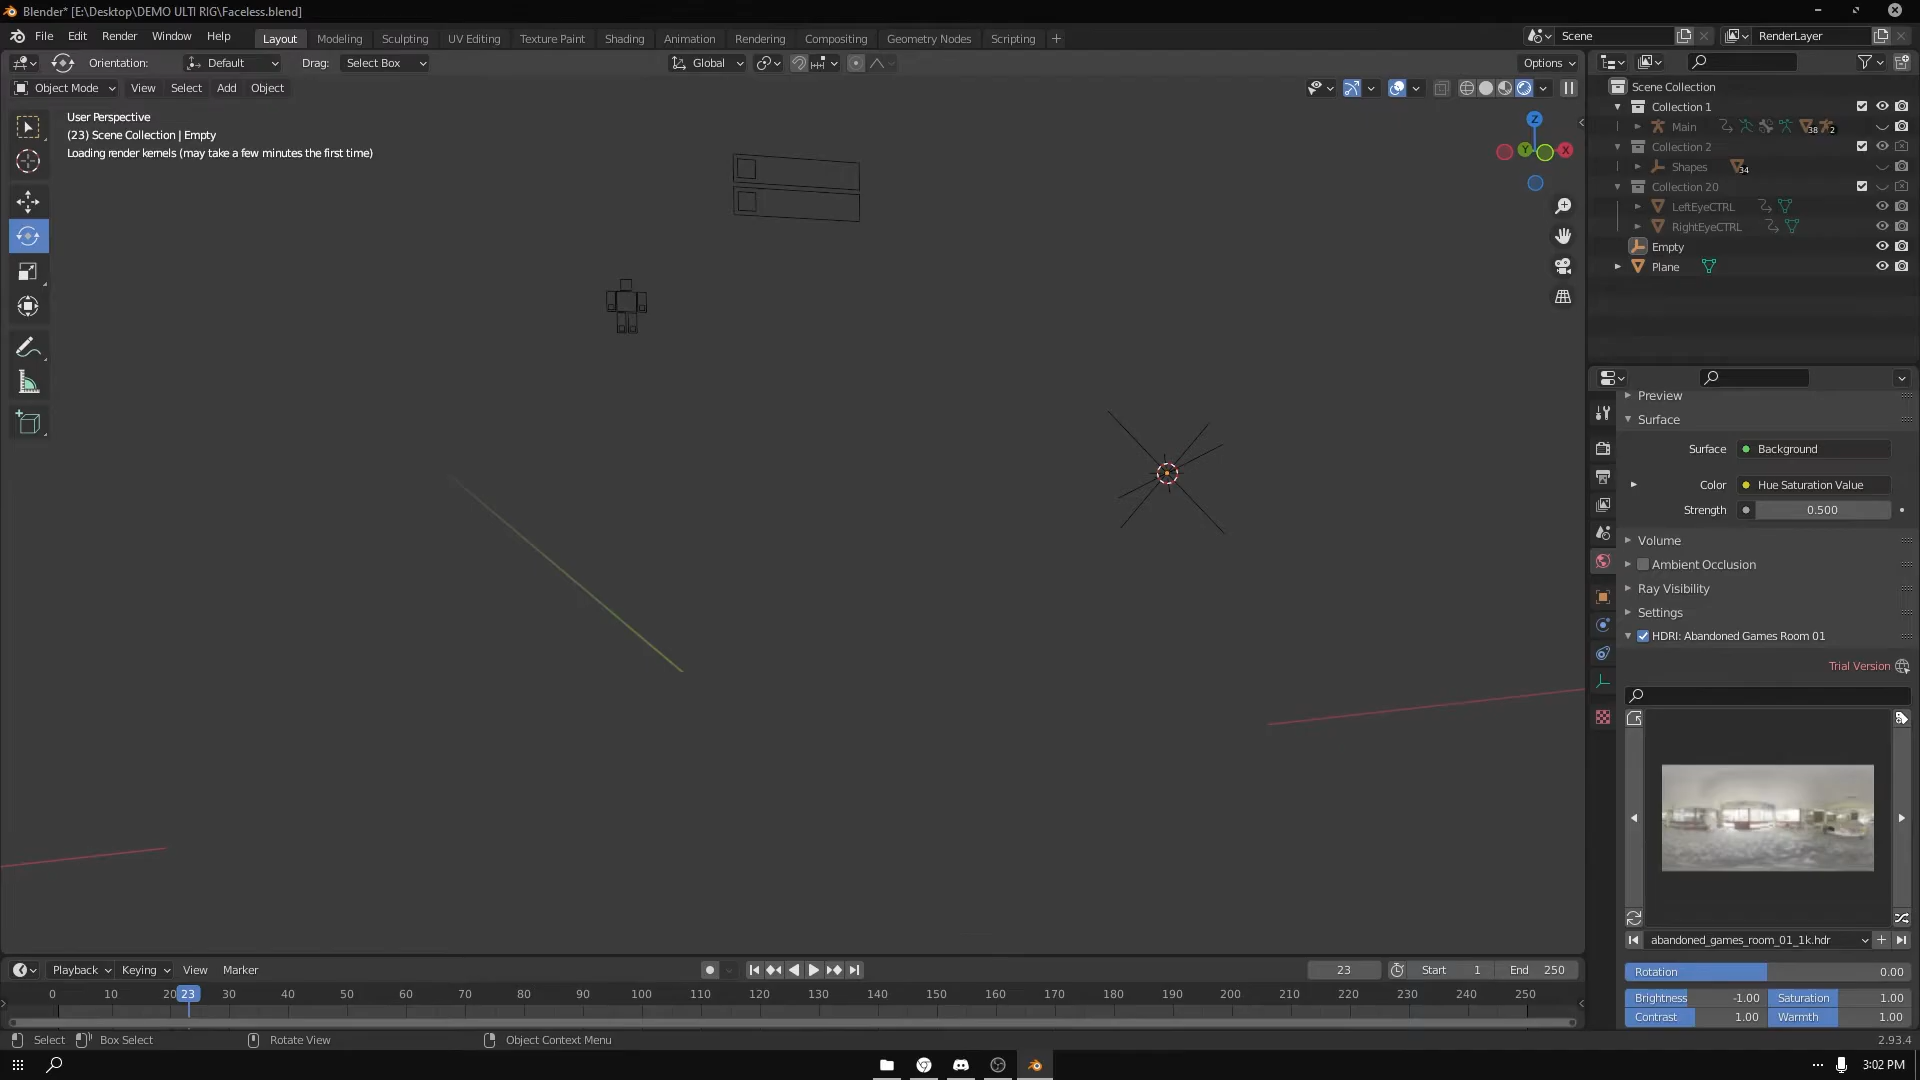 Blender* [E:\Desktop\DEMO ULTI RIG\Faceless.blend]
File Edit Render Window Help
Layout Modeling Sculpting UV Editing Texture Paint Shading Animation Rendering Compositing Geometry Nodes Scripting +
Scene
RenderLayer
Orientation: Default Drag: Select Box
Global
Options
Object Mode View Select Add Object
User Perspective
(23) Scene Collection | Empty
Loading render kernels (may take a few minutes the first time)
Z
Y
X
Scene Collection
Collection 1
Main 38 2
Collection 2
Shapes 34
Collection 20
LeftEyeCTRL
RightEyeCTRL
Empty
Plane
Preview
Surface
Surface Background
Color Hue Saturation Value
Strength 0.500
Volume
Ambient Occlusion
Ray Visibility
Settings
HDRI: Abandoned Games Room 01
Trial Version
abandoned_games_room_01_1k.hdr
Rotation 0.00
Brightness -1.00 Saturation 1.00
Contrast 1.00 Warmth 1.00
Playback Keying View Marker
23 Start 1 End 250
0 10 20 23 30 40 50 60 70 80 90 100 110 120 130 140 150 160 170 180 190 200 210 220 230 240 250
Select Box Select Rotate View Object Context Menu
2.93.4
3:02 PM